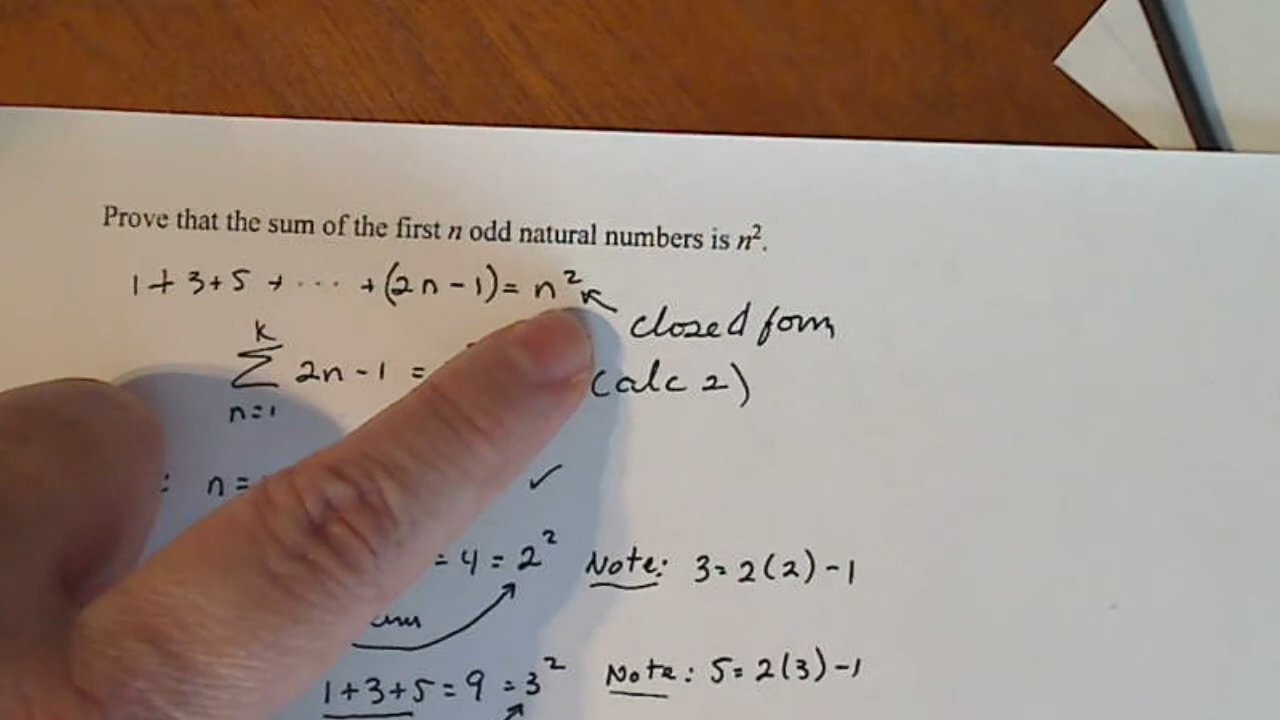 Prove that the sum of the first n odd natural numbers is n².
1 + 3 + 5 + ··· + (2n - 1) = n²
closed form
k
∑ 2n - 1 =
n=1
calc 2)
: n = ✓
= 4 = 2² Note: 3 = 2(2) - 1
1 + 3 + 5 = 9 = 3² Note: 5 = 2(3) - 1